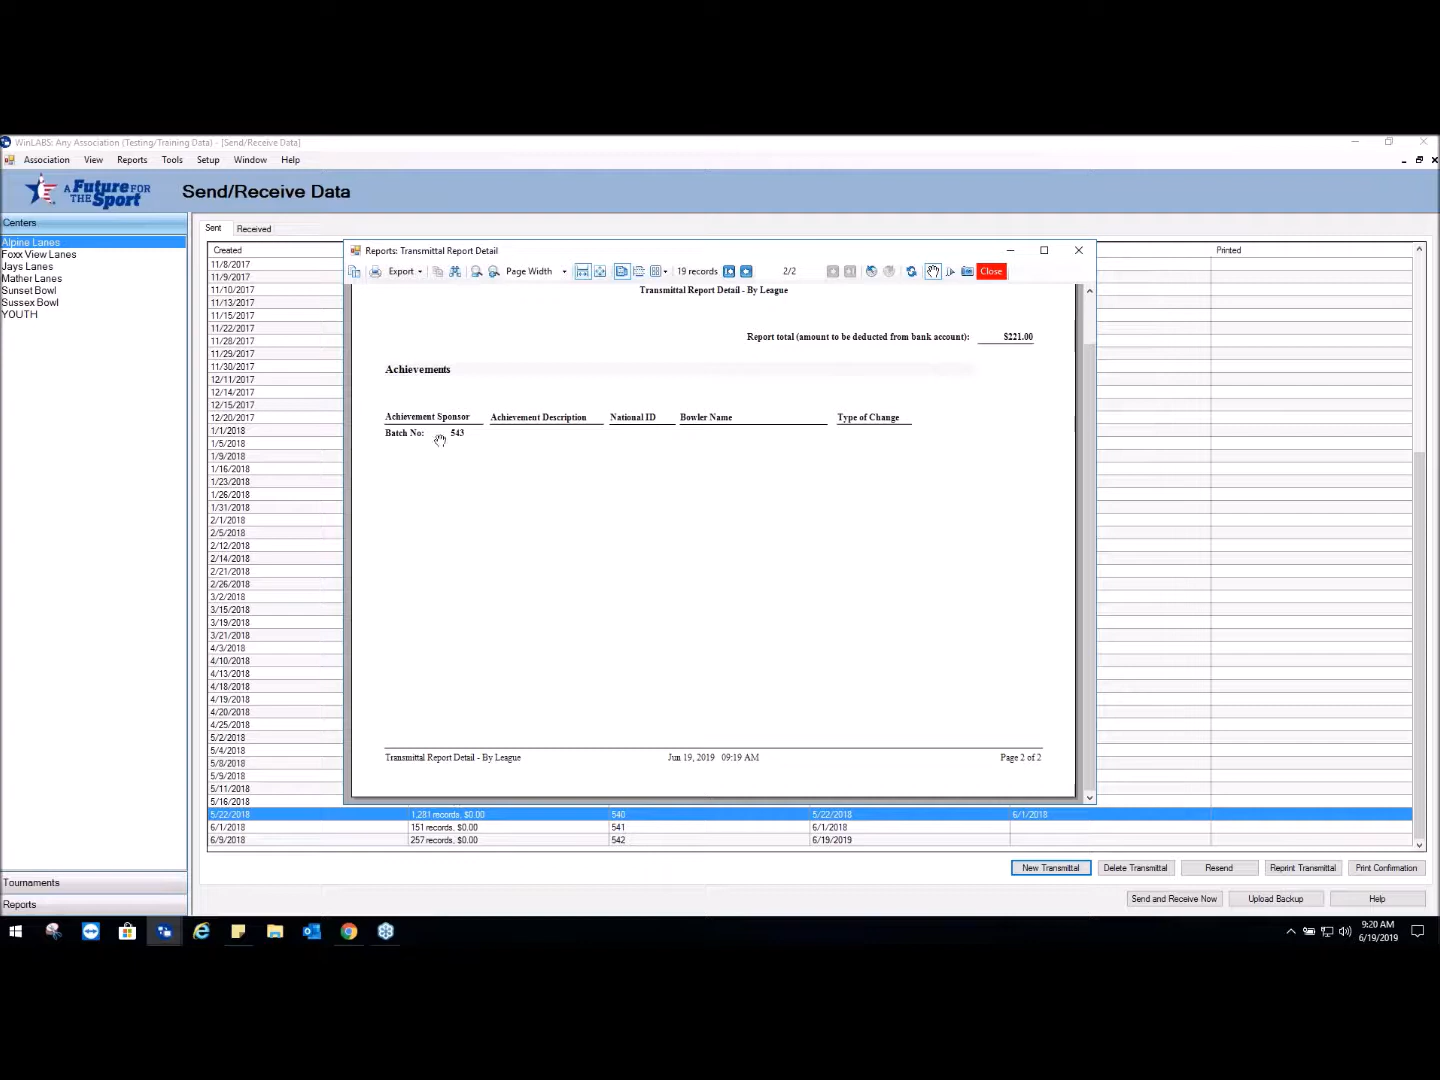 WinLABS: Any Association (Testing/Training Data) - [Send/Receive Data]
Association View Reports Tools Setup Window Help
A Future FOR THE Sport
Send/Receive Data
Centers
Alpine Lanes
Foxx View Lanes
Jays Lanes
Mather Lanes
Sunset Bowl
Sussex Bowl
YOUTH
Tournaments
Reports
Sent Received
Created Printed
11/8/2017
11/9/2017
11/10/2017
11/13/2017
11/15/2017
11/22/2017
11/28/2017
11/29/2017
11/30/2017
12/11/2017
12/14/2017
12/15/2017
12/20/2017
1/1/2018
1/5/2018
1/9/2018
1/16/2018
1/23/2018
1/26/2018
1/31/2018
2/1/2018
2/5/2018
2/12/2018
2/14/2018
2/21/2018
2/26/2018
3/2/2018
3/15/2018
3/19/2018
3/21/2018
4/3/2018
4/10/2018
4/13/2018
4/18/2018
4/19/2018
4/20/2018
4/25/2018
5/2/2018
5/4/2018
5/8/2018
5/9/2018
5/11/2018
5/16/2018
5/22/2018 1,281 records, $0.00 540 5/22/2018 6/1/2018
6/1/2018 151 records, $0.00 541 6/1/2018
6/9/2018 257 records, $0.00 542 6/19/2019
Reports: Transmittal Report Detail
Export Page Width 19 records 2/2 Close
Transmittal Report Detail - By League
Report total (amount to be deducted from bank account): $221.00
Achievements
Achievement Sponsor Achievement Description National ID Bowler Name Type of Change
Batch No: 543
Transmittal Report Detail - By League Jun 19, 2019 09:19 AM Page 2 of 2
New Transmittal Delete Transmittal Resend Reprint Transmittal Print Confirmation
Send and Receive Now Upload Backup Help
9:20 AM
6/19/2019